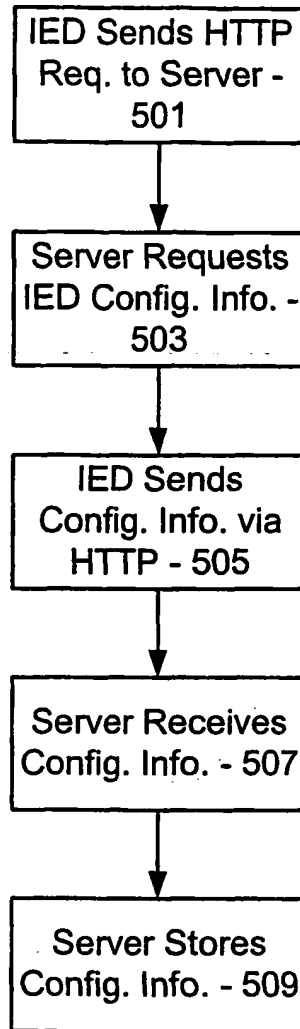 IED Sends HTTP
Req. to Server -
501
Server Requests
IED Config. Info. -
503
IED Sends
Config. Info. via
HTTP - 505
Server Receives
Config. Info. - 507
Server Stores
Config. Info. - 509